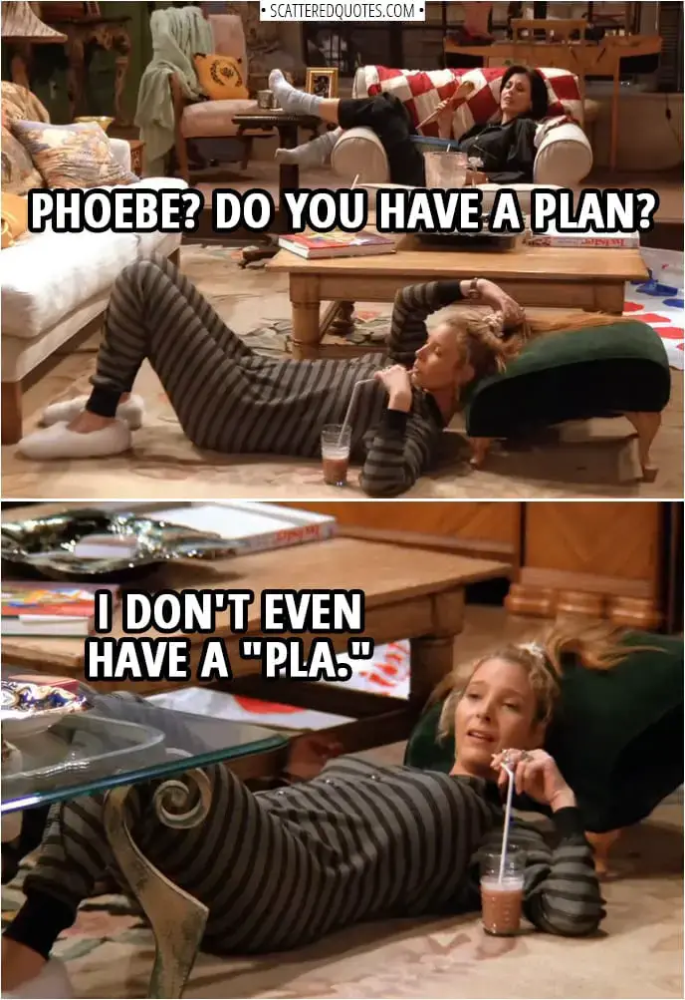 • SCATTEREDQUOTES.COM •
PHOEBE? DO YOU HAVE A PLAN?
I DON'T EVEN
HAVE A "PLA."